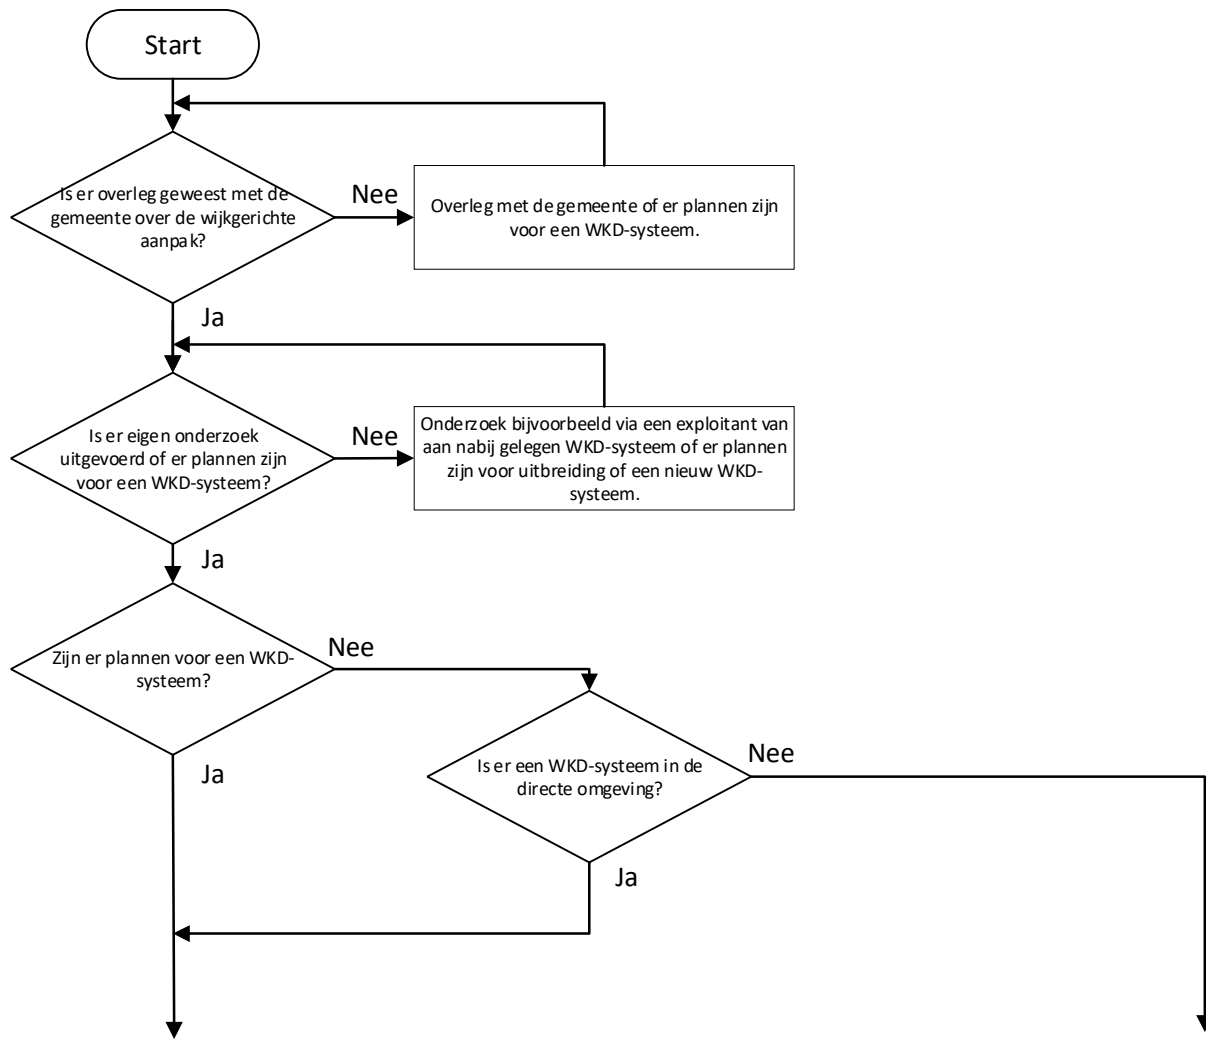 Start
Is er overleg geweest met de
gemeente over de wijkgerichte
aanpak?
Nee
Overleg met de gemeente of er plannen zijn
voor een WKD-systeem.
Ja
Is er eigen onderzoek
uitgevoerd of er plannen zijn
voor een WKD-systeem?
Nee
Onderzoek bijvoorbeeld via een exploitant van
aan nabij gelegen WKD-systeem of er plannen
zijn voor uitbreiding of een nieuw WKD-
systeem.
Ja
Zijn er plannen voor een WKD-
systeem?
Nee
Ja
Is er een WKD-systeem in de
directe omgeving?
Nee
Ja